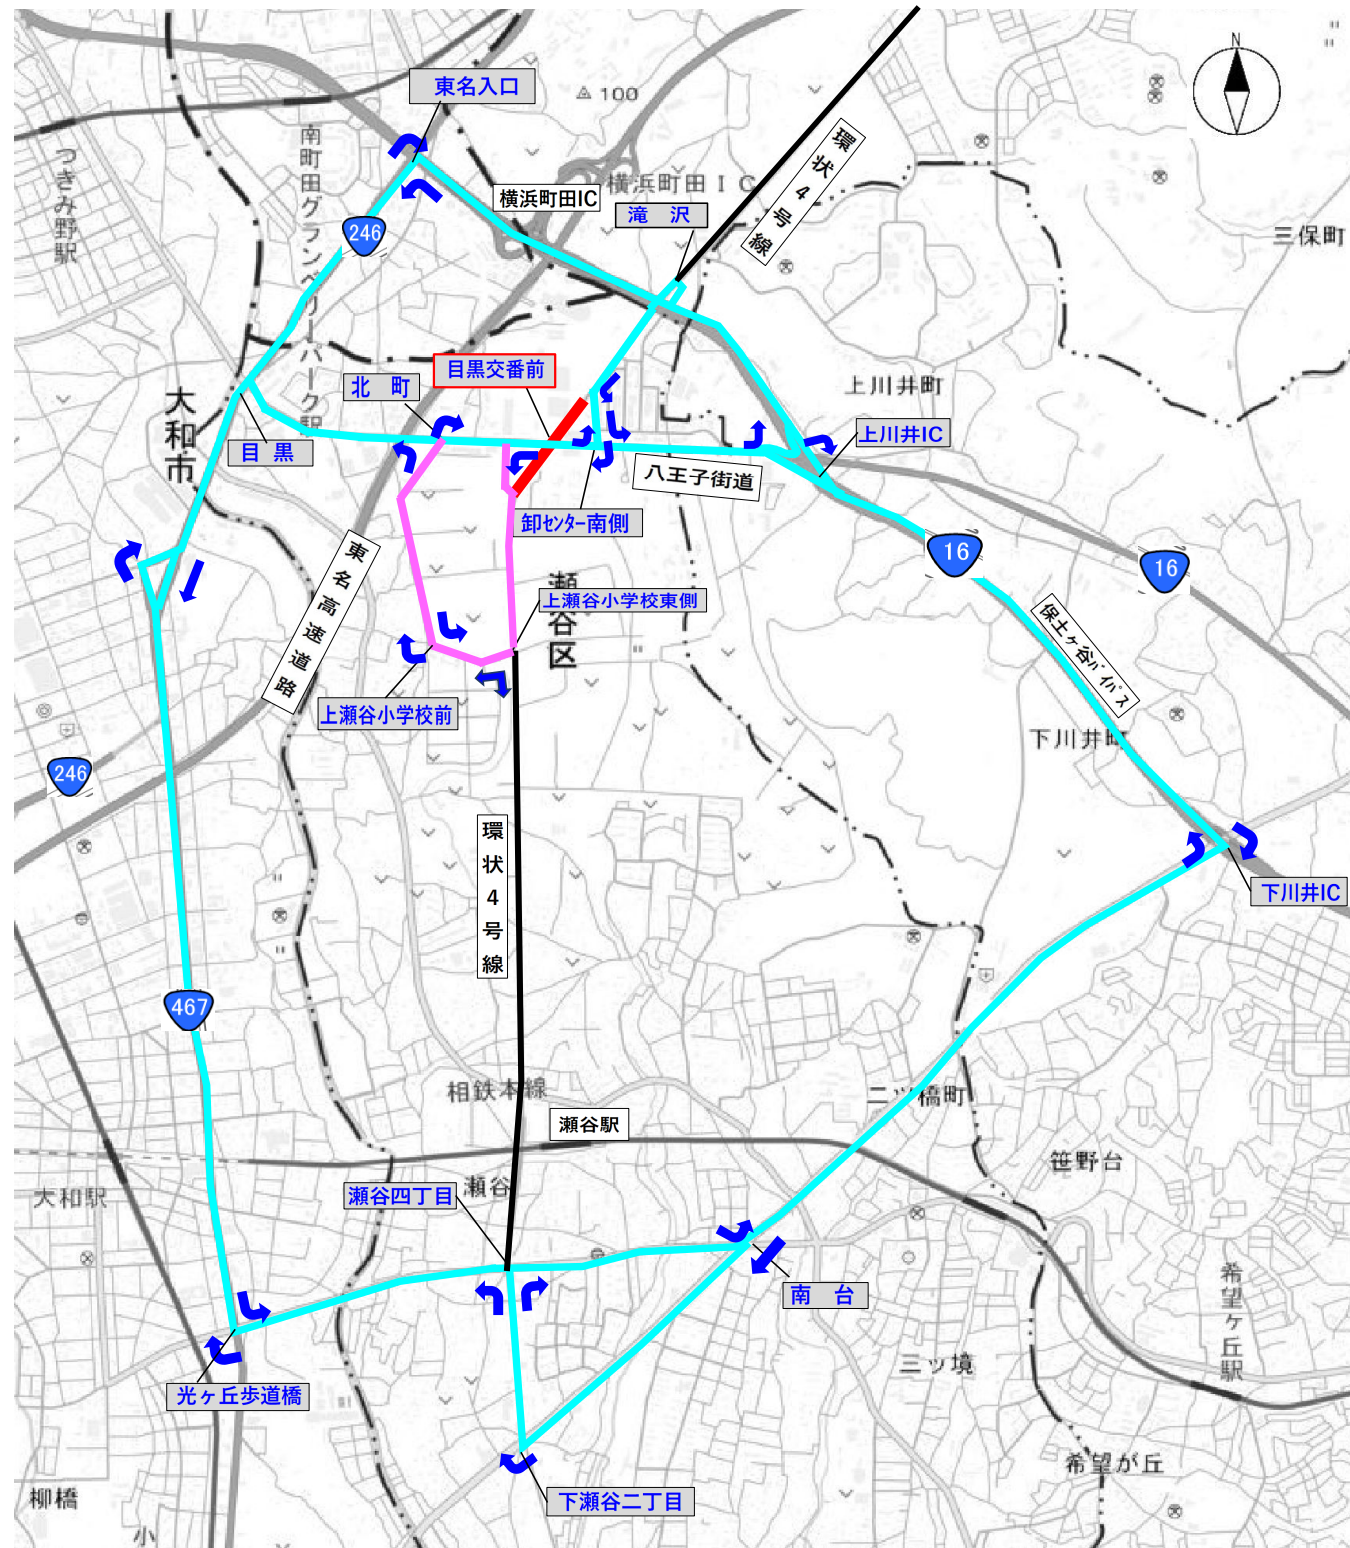 N
東名入口
100
環状4号線
南町田グランベリーパーク駅
つきみ野駅
横浜町田IC
横浜町田IC
滝 沢
246
三保町
目黒交番前
北 町
上川井町
大和市
目 黒
上川井IC
八王子街道
卸センター南側
16
16
東名高速道路
瀬谷区
上瀬谷小学校東側
保土ヶ谷バイパス
上瀬谷小学校前
下川井町
246
環状4号線
下川井IC
467
相鉄本線
二ツ橋町
瀬谷駅
笹野台
大和駅
瀬谷
瀬谷四丁目
南 台
希望ヶ丘駅
三ッ境
光ヶ丘歩道橋
希望が丘
柳橋
下瀬谷二丁目
小